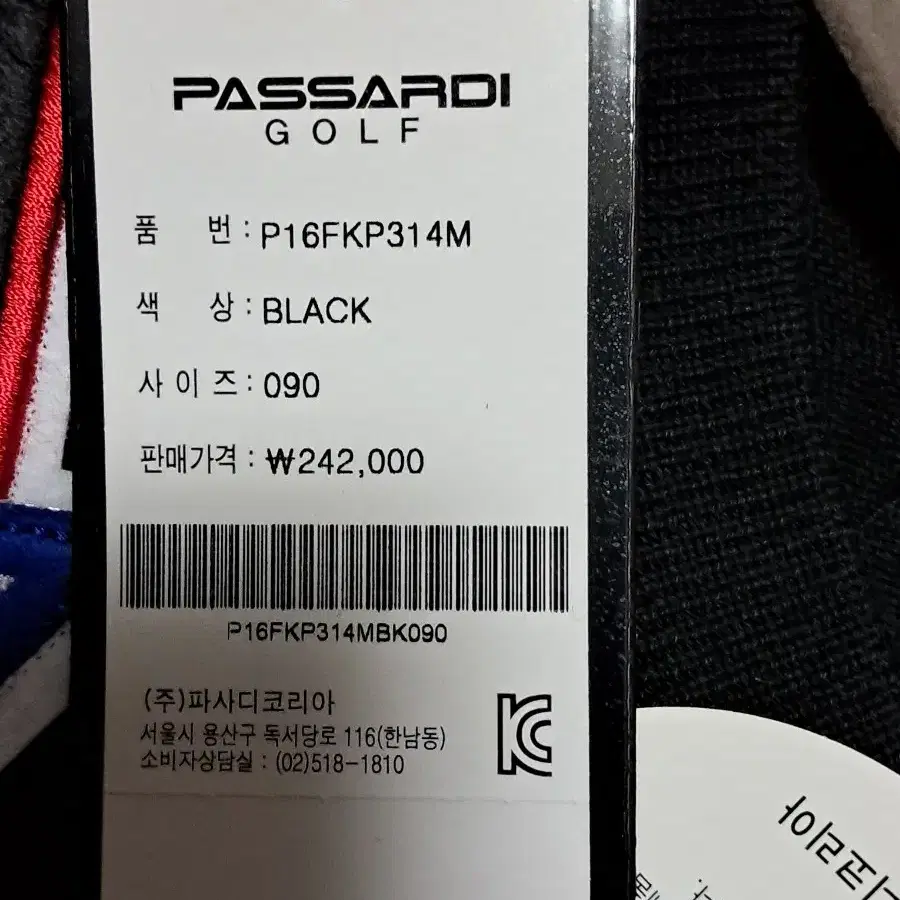 PASSARDI
GOLF
품 번 : P16FKP314M
색 상 : BLACK
사 이 즈 : 090
판매가격 : ₩242,000
P16FKP314MBK090
(주)파사디코리아
서울시 용산구 독서당로 116(한남동)
소비자상담실 : (02)518-1810